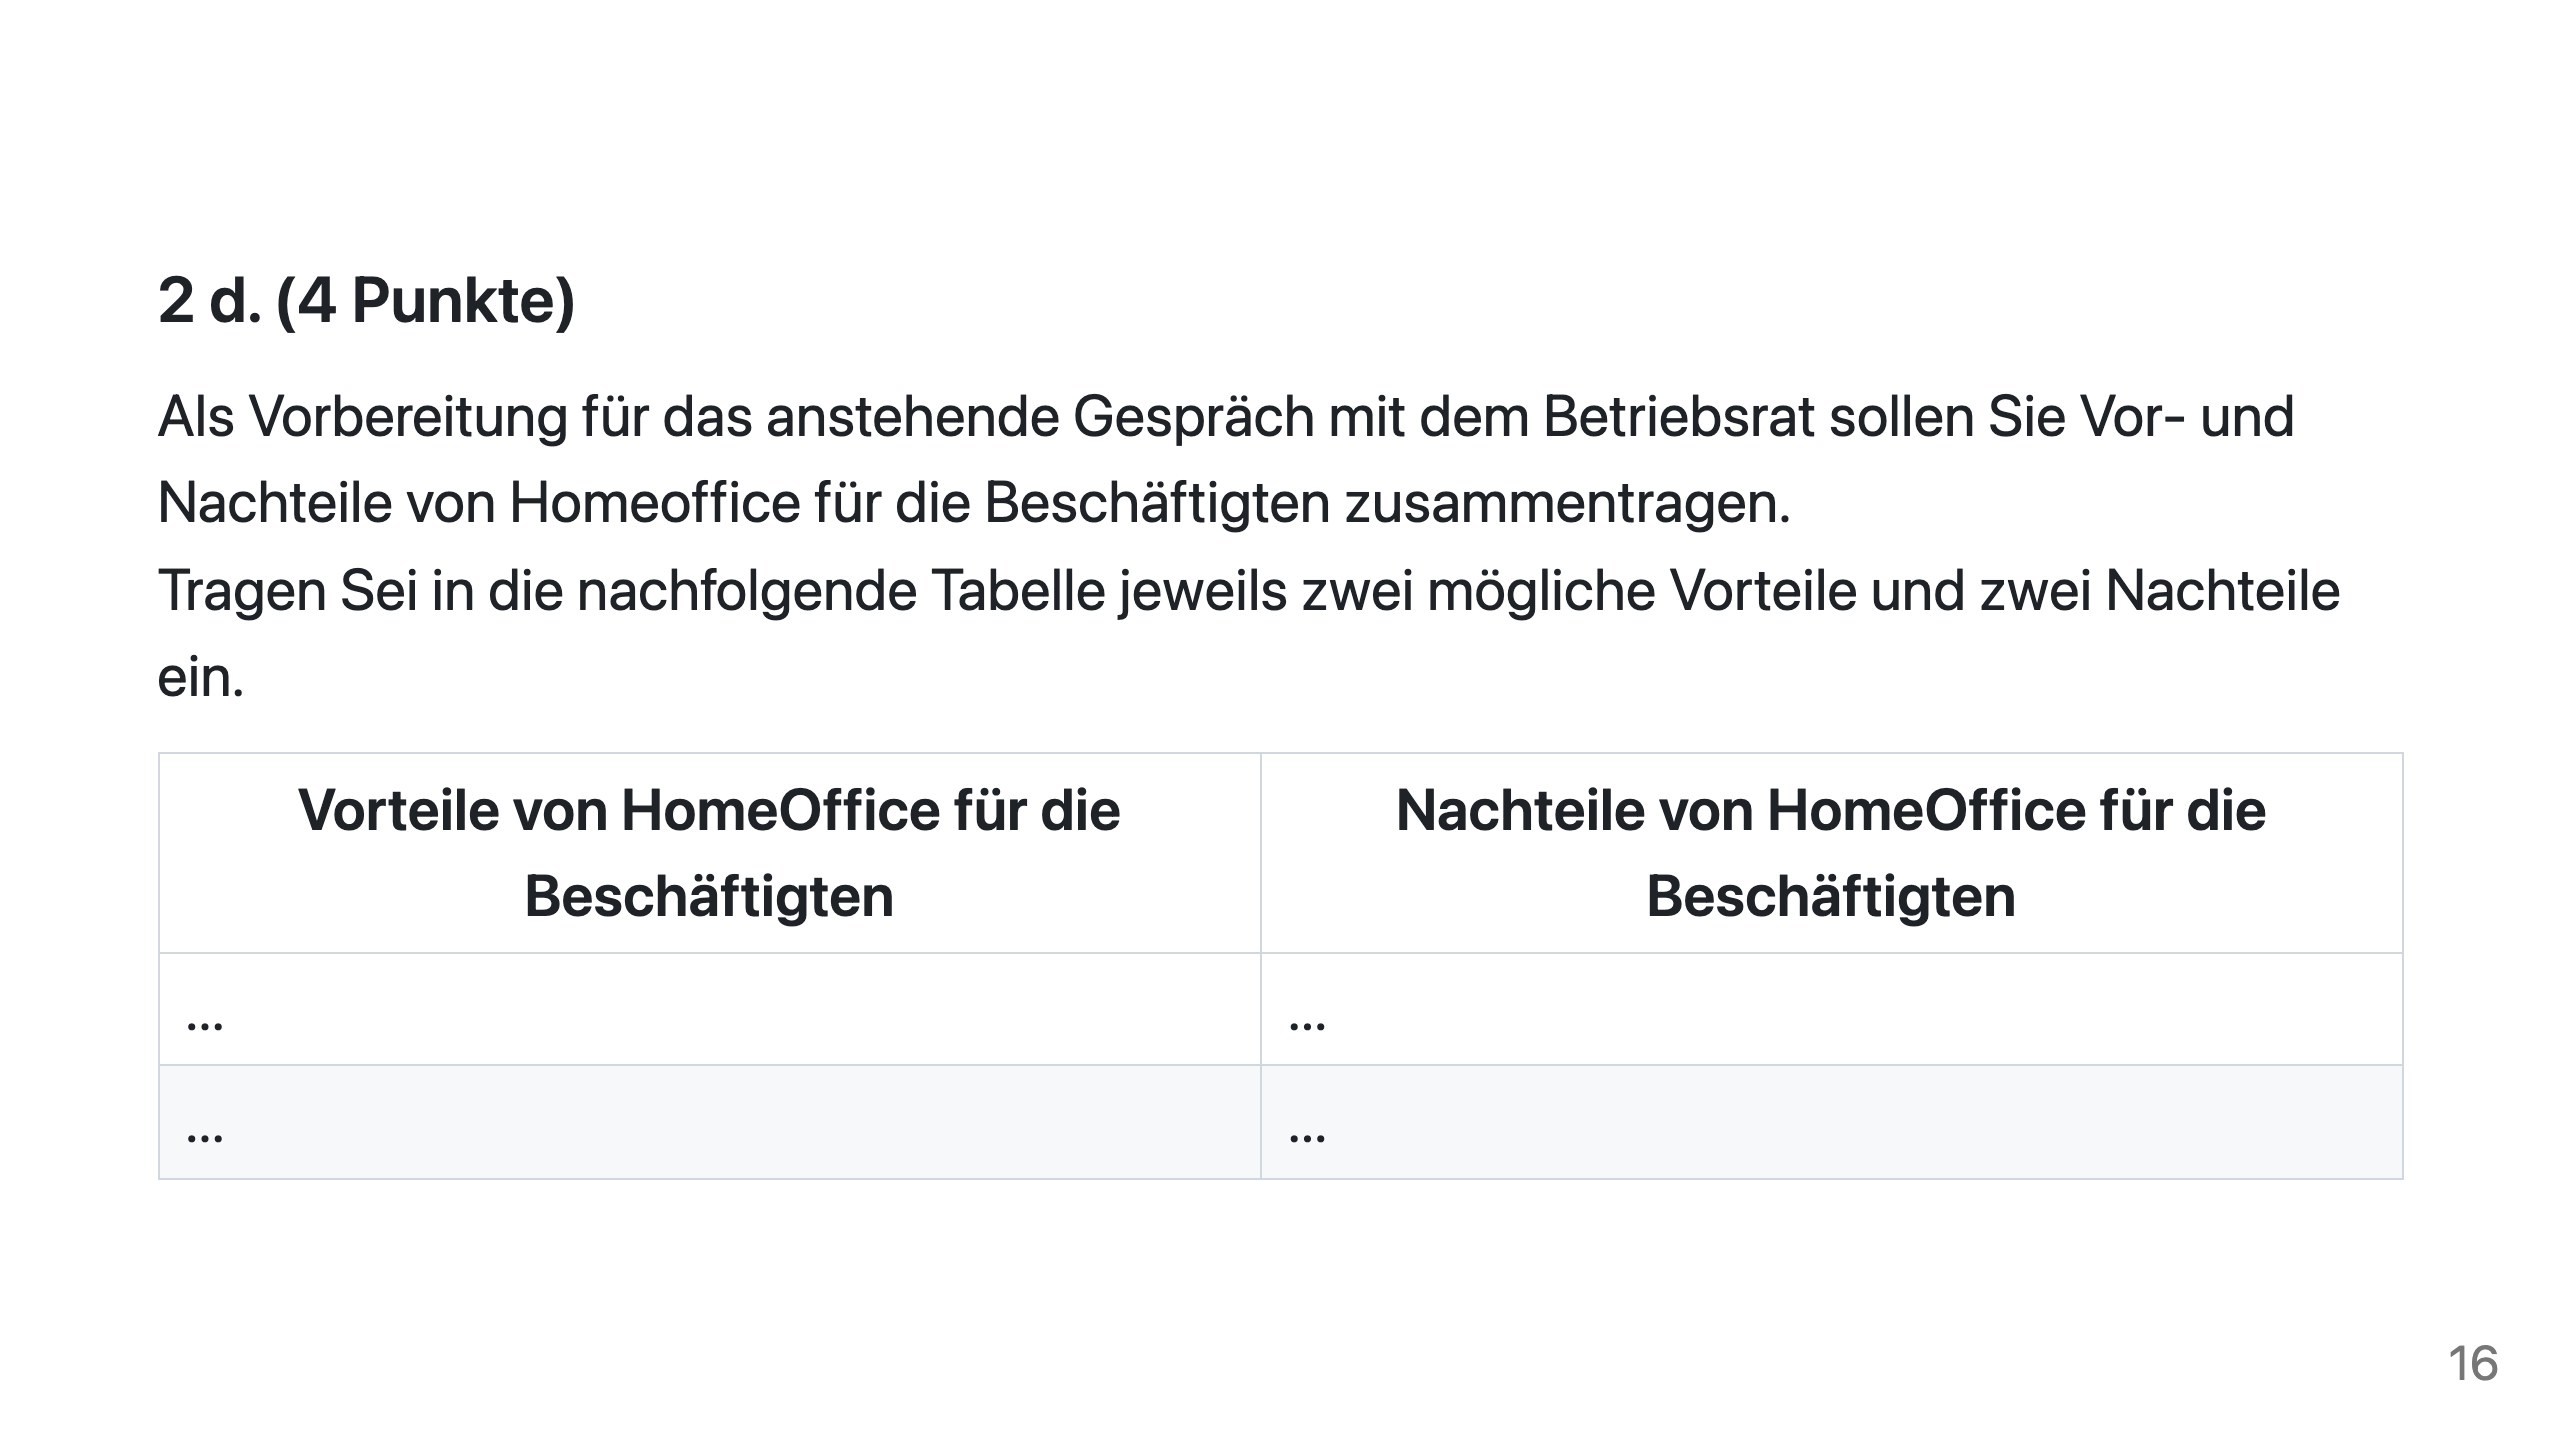 2 d. (4 Punkte)
Als Vorbereitung für das anstehende Gespräch mit dem Betriebsrat sollen Sie Vor- und
Nachteile von Homeoffice für die Beschäftigten zusammentragen.
Tragen Sei in die nachfolgende Tabelle jeweils zwei mögliche Vorteile und zwei Nachteile
ein.
Vorteile von HomeOffice für die
Beschäftigten
Nachteile von HomeOffice für die
Beschäftigten
...
...
...
...
16